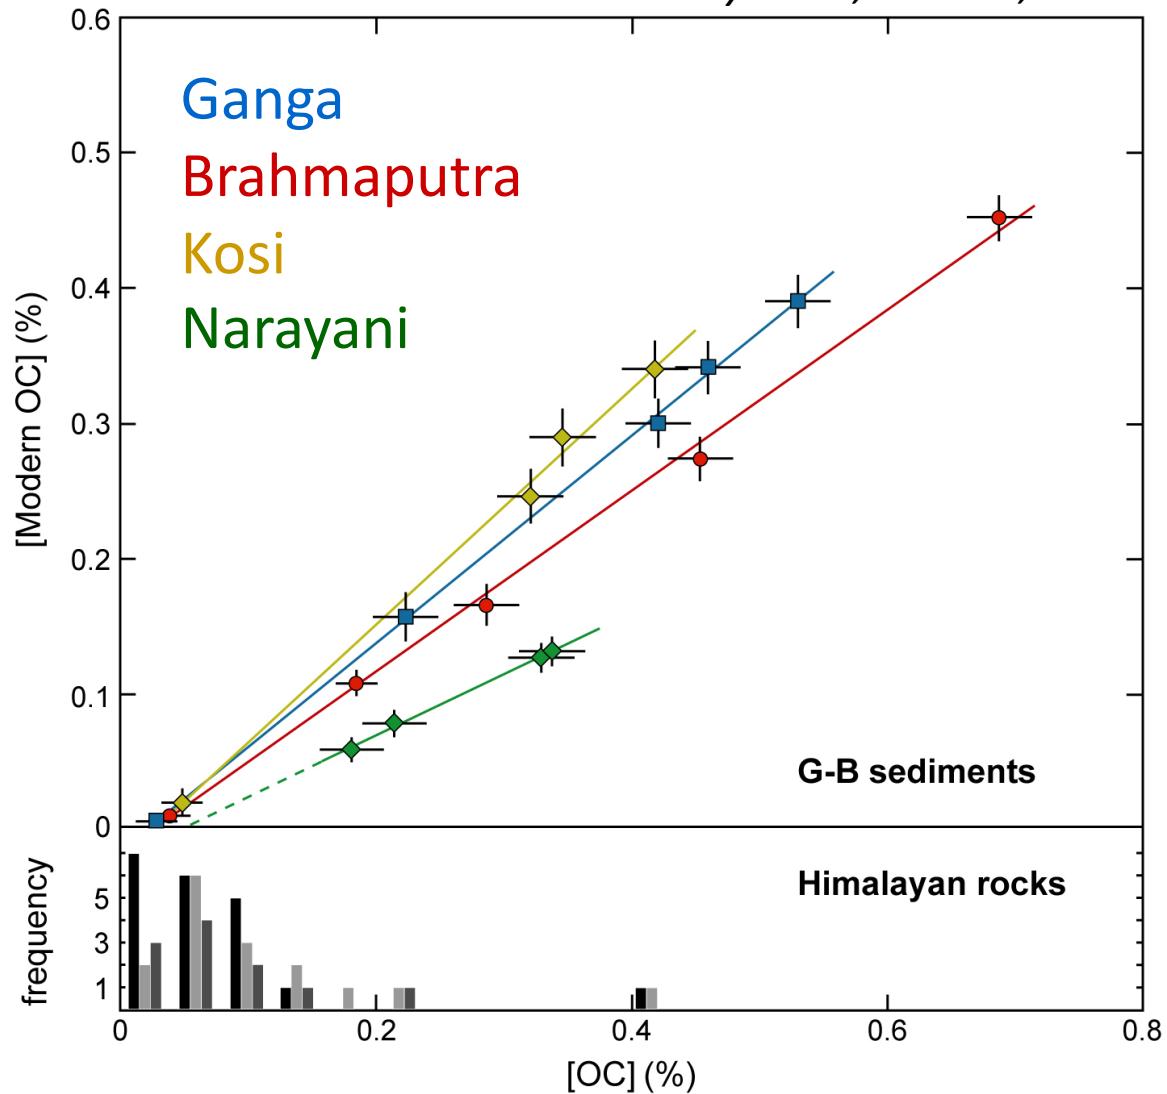 0.6
Ganga
0.5
Brahmaputra
Kosi
0.4
Narayani
[Modern OC] (%)
0.3
0.2
0.1
G-B sediments
0
Himalayan rocks
frequency
5
3
1
0 0.2 0.4 0.6 0.8
[OC] (%)